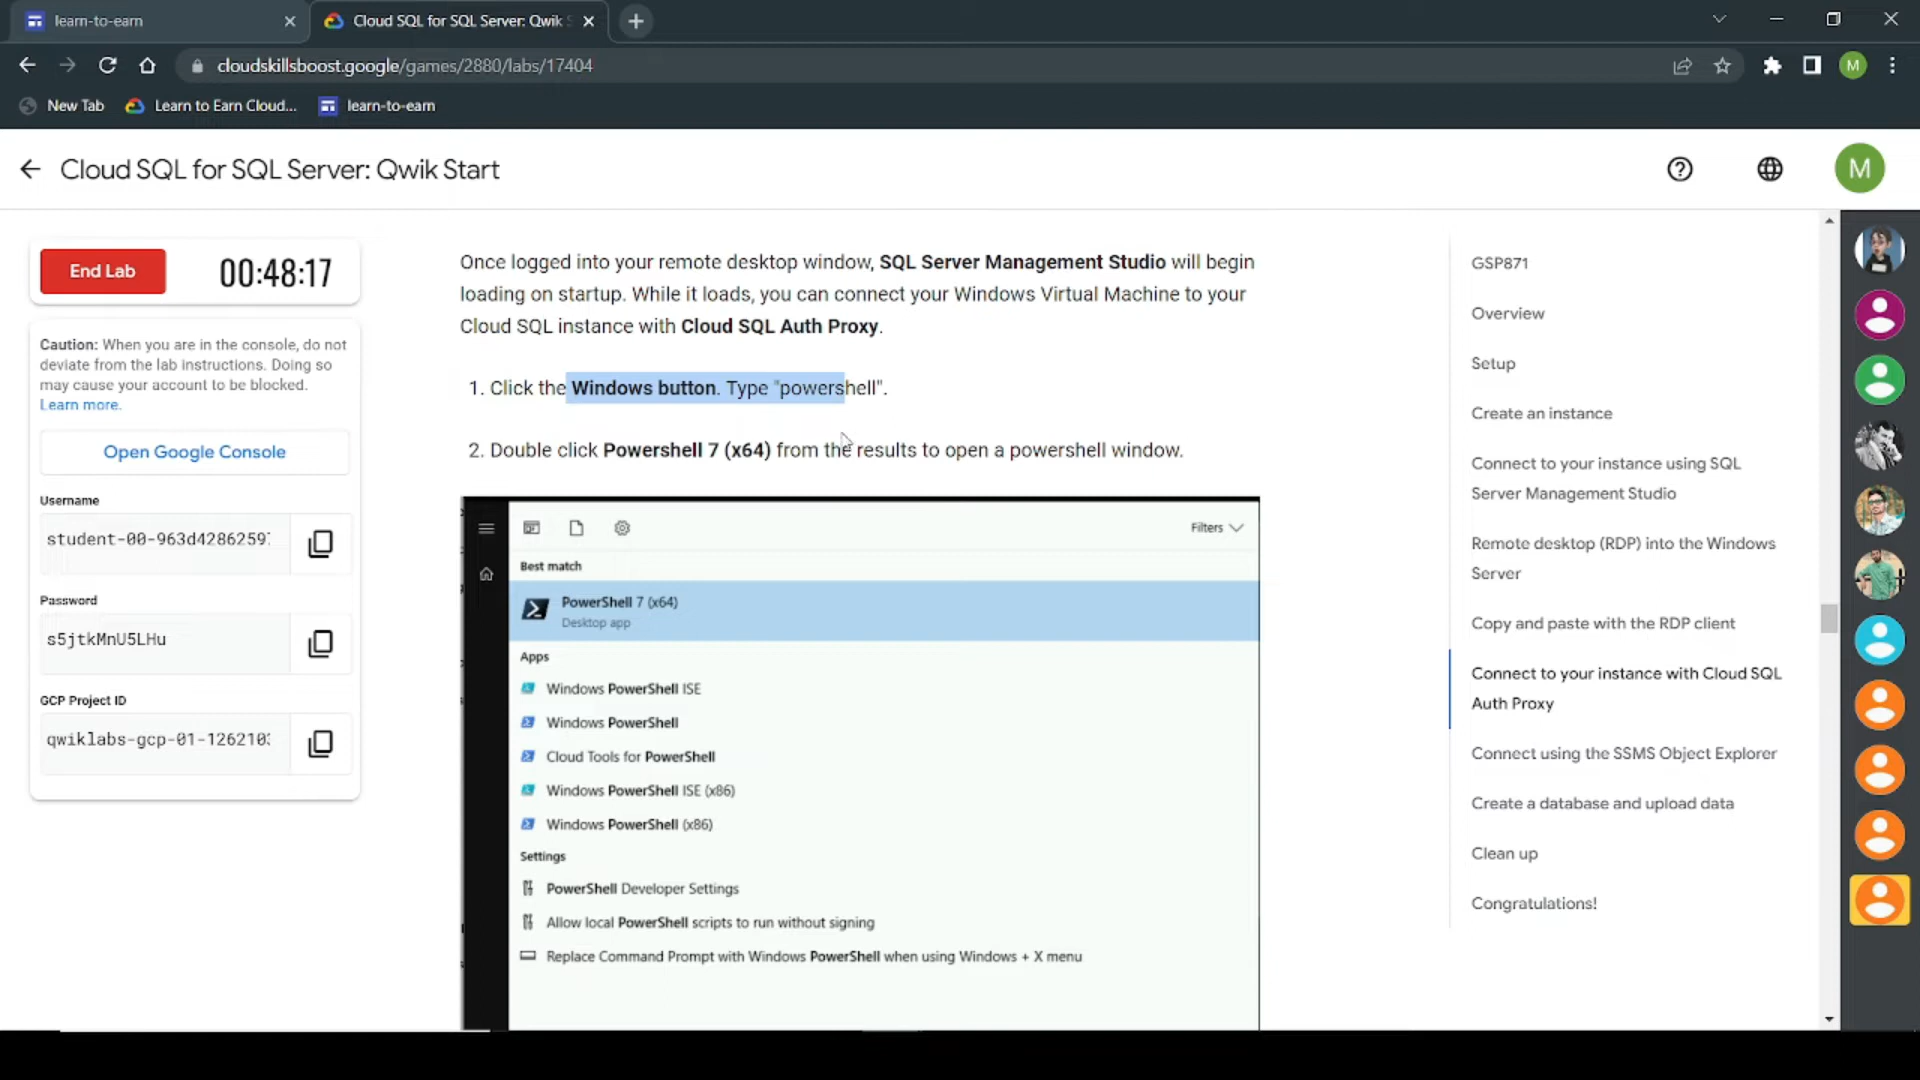 learn-to-earn
Cloud SQL for SQL Server: Qwik S
cloudskillsboost.google/games/2880/labs/17404
M
New Tab
Learn to Earn Cloud...
learn-to-earn
Cloud SQL for SQL Server: Qwik Start
M
End Lab
00:48:17
Caution: When you are in the console, do not
deviate from the lab instructions. Doing so
may cause your account to be blocked.
Learn more.
Open Google Console
Username
student-00-963d4286259
Password
s5jtkMnU5LHu
GCP Project ID
qwiklabs-gcp-01-126210
Once logged into your remote desktop window, SQL Server Management Studio will begin
loading on startup. While it loads, you can connect your Windows Virtual Machine to your
Cloud SQL instance with Cloud SQL Auth Proxy.
1. Click the Windows button. Type "powershell".
2. Double click Powershell 7 (x64) from the results to open a powershell window.
Filters
Best match
PowerShell 7 (x64)
Desktop app
Apps
Windows PowerShell ISE
Windows PowerShell
Cloud Tools for PowerShell
Windows PowerShell ISE (x86)
Windows PowerShell (x86)
Settings
PowerShell Developer Settings
Allow local PowerShell scripts to run without signing
Replace Command Prompt with Windows PowerShell when using Windows + X menu
GSP871
Overview
Setup
Create an instance
Connect to your instance using SQL
Server Management Studio
Remote desktop (RDP) into the Windows
Server
Copy and paste with the RDP client
Connect to your instance with Cloud SQL
Auth Proxy
Connect using the SSMS Object Explorer
Create a database and upload data
Clean up
Congratulations!